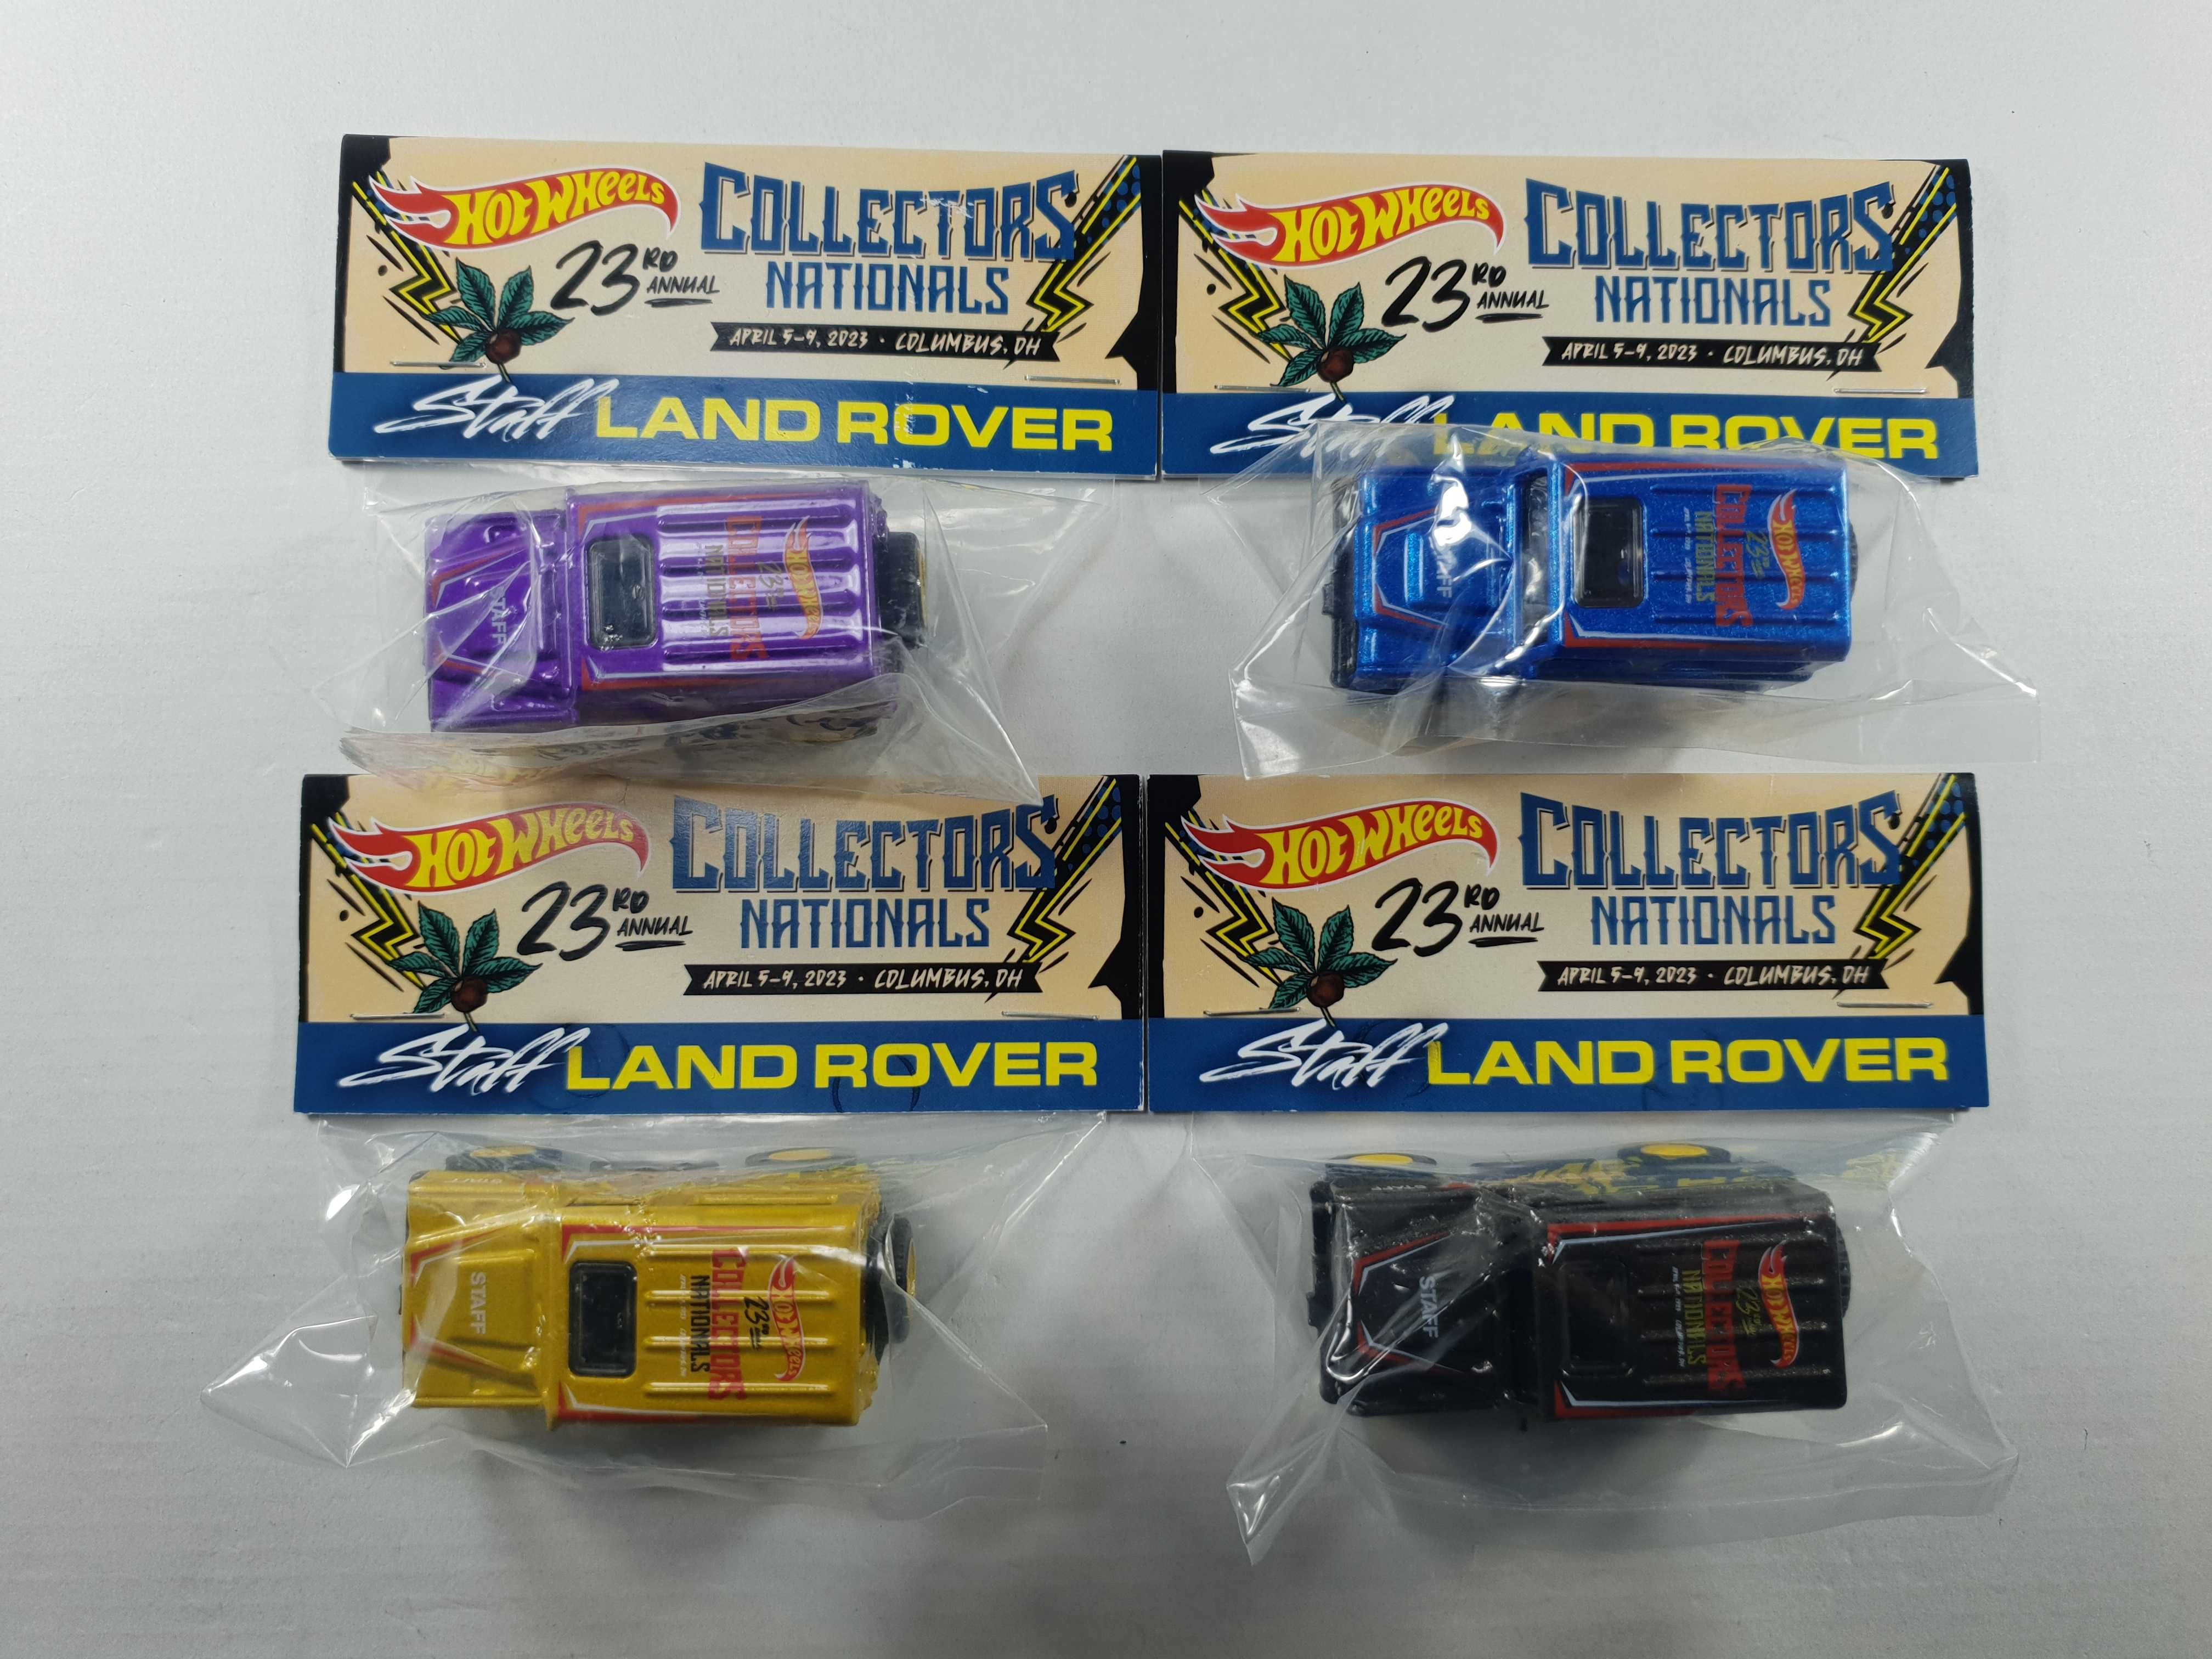 HOT WHEELS
COLLECTORS
23RD ANNUAL
NATIONALS
APRIL 5-9, 2023 · COLUMBUS, OH
Staff LAND ROVER
HOT WHEELS
COLLECTORS
23RD ANNUAL
NATIONALS
APRIL 5-9, 2023 · COLUMBUS, OH
Staff LAND ROVER
STAFF
HOT WHEELS
23RD
COLLECTORS
NATIONALS
STAFF
HOT WHEELS
23RD
COLLECTORS
NATIONALS
HOT WHEELS
COLLECTORS
23RD ANNUAL
NATIONALS
APRIL 5-9, 2023 · COLUMBUS, OH
Staff LAND ROVER
HOT WHEELS
COLLECTORS
23RD ANNUAL
NATIONALS
APRIL 5-9, 2023 · COLUMBUS, OH
Staff LAND ROVER
STAFF
STAFF
HOT WHEELS
23RD
COLLECTORS
NATIONALS
STAFF
STAFF
HOT WHEELS
23RD
COLLECTORS
NATIONALS